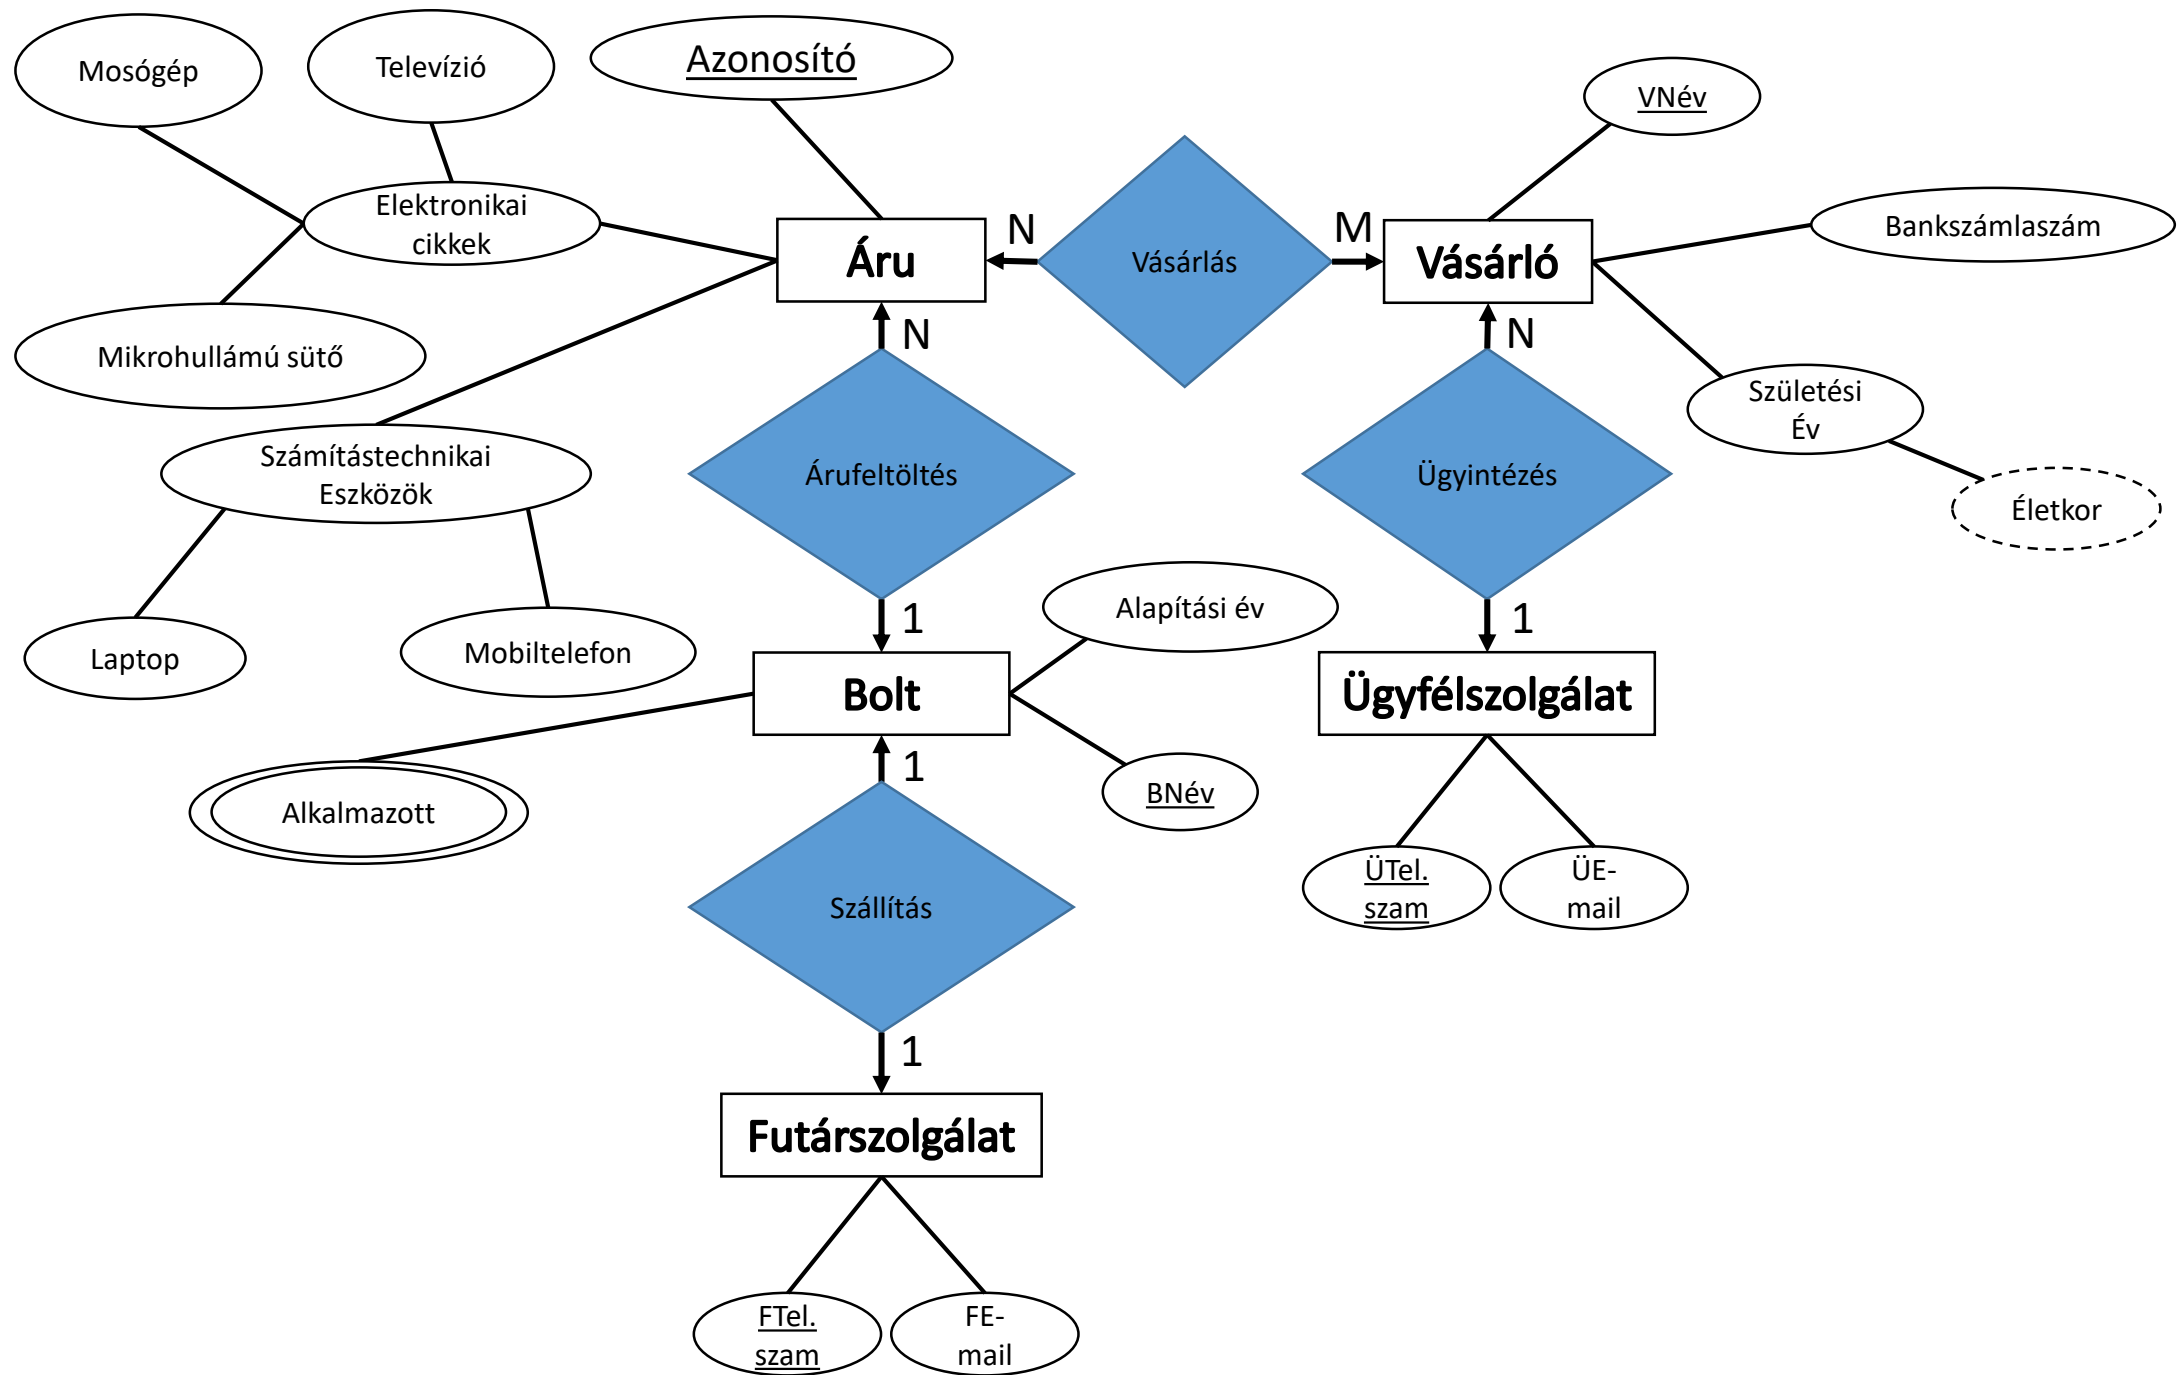 Mosógép
Televízió
Azonosító
VNév
Elektronikai
cikkek
Bankszámlaszám
Áru
N
Vásárlás
M
Vásárló
Mikrohullámú sütő
N
N
Születési
Év
Számítástechnikai
Eszközök
Árufeltöltés
Ügyintézés
Életkor
Laptop
Mobiltelefon
1
Alapítási év
1
Bolt
Ügyfélszolgálat
1
BNév
Alkalmazott
ÜTel.
szam
ÜE-
mail
Szállítás
1
Futárszolgálat
FTel.
szam
FE-
mail